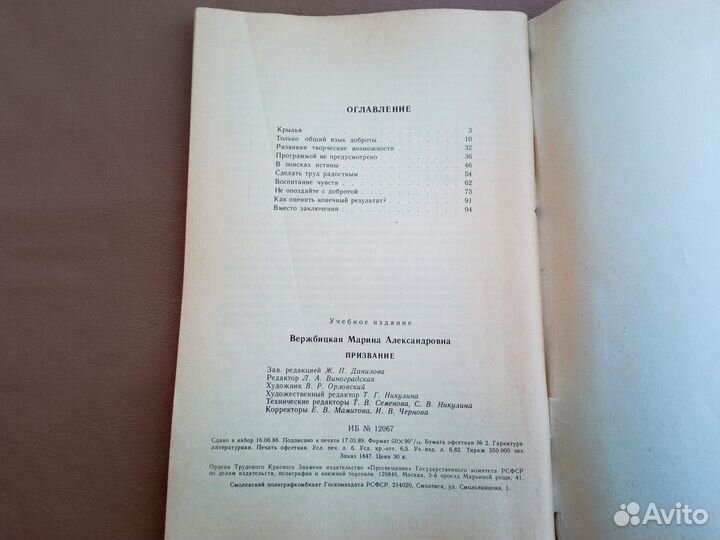 ОГЛАВЛЕНИЕ
Крылья . . . . . . . . . . . 3
Только общий язык доброты . . . . . . . 10
Развивая творческие возможности . . . . . . 32
Программой не предусмотрено . . . . . . . 36
В поисках истины . . . . . . . . . 46
Сделать труд радостным . . . . . . . . 54
Воспитание чувств . . . . . . . . . 62
Не опоздайте с добротой . . . . . . . . 73
Как оценить конечный результат? . . . . . . 91
Вместо заключения . . . . . . . . . 94
Учебное издание
Вержбицкая Марина Александровна
ПРИЗВАНИЕ
Зав. редакцией Ж. П. Данилова
Редактор Л. А. Виноградская
Художник В. Р. Орловский
Художественный редактор Т. Г. Никулина
Технические редакторы Т. В. Семенова, С. В. Никулина
Корректоры Е. В. Мамитова, И. В. Чернова
ИБ № 12067
Сдано в набор 16.06.88. Подписано к печати 17.03.89. Формат 60×90¹/₁₆. Бумага офсетная № 2. Гарнитура
литературная. Печать офсетная. Усл. печ. л. 6. Усл. кр.-отт. 6,5. Уч.-изд. л. 6,82. Тираж 350 000 экз.
Заказ 1847. Цена 30 к.
Ордена Трудового Красного Знамени издательство «Просвещение» Государственного комитета РСФСР
по делам издательств, полиграфии и книжной торговли. 129846, Москва, 3-й проезд Марьиной рощи, 41.
Смоленский полиграфкомбинат Госкомиздата РСФСР. 214020, Смоленск, ул. Смольянинова, 1.
Avito